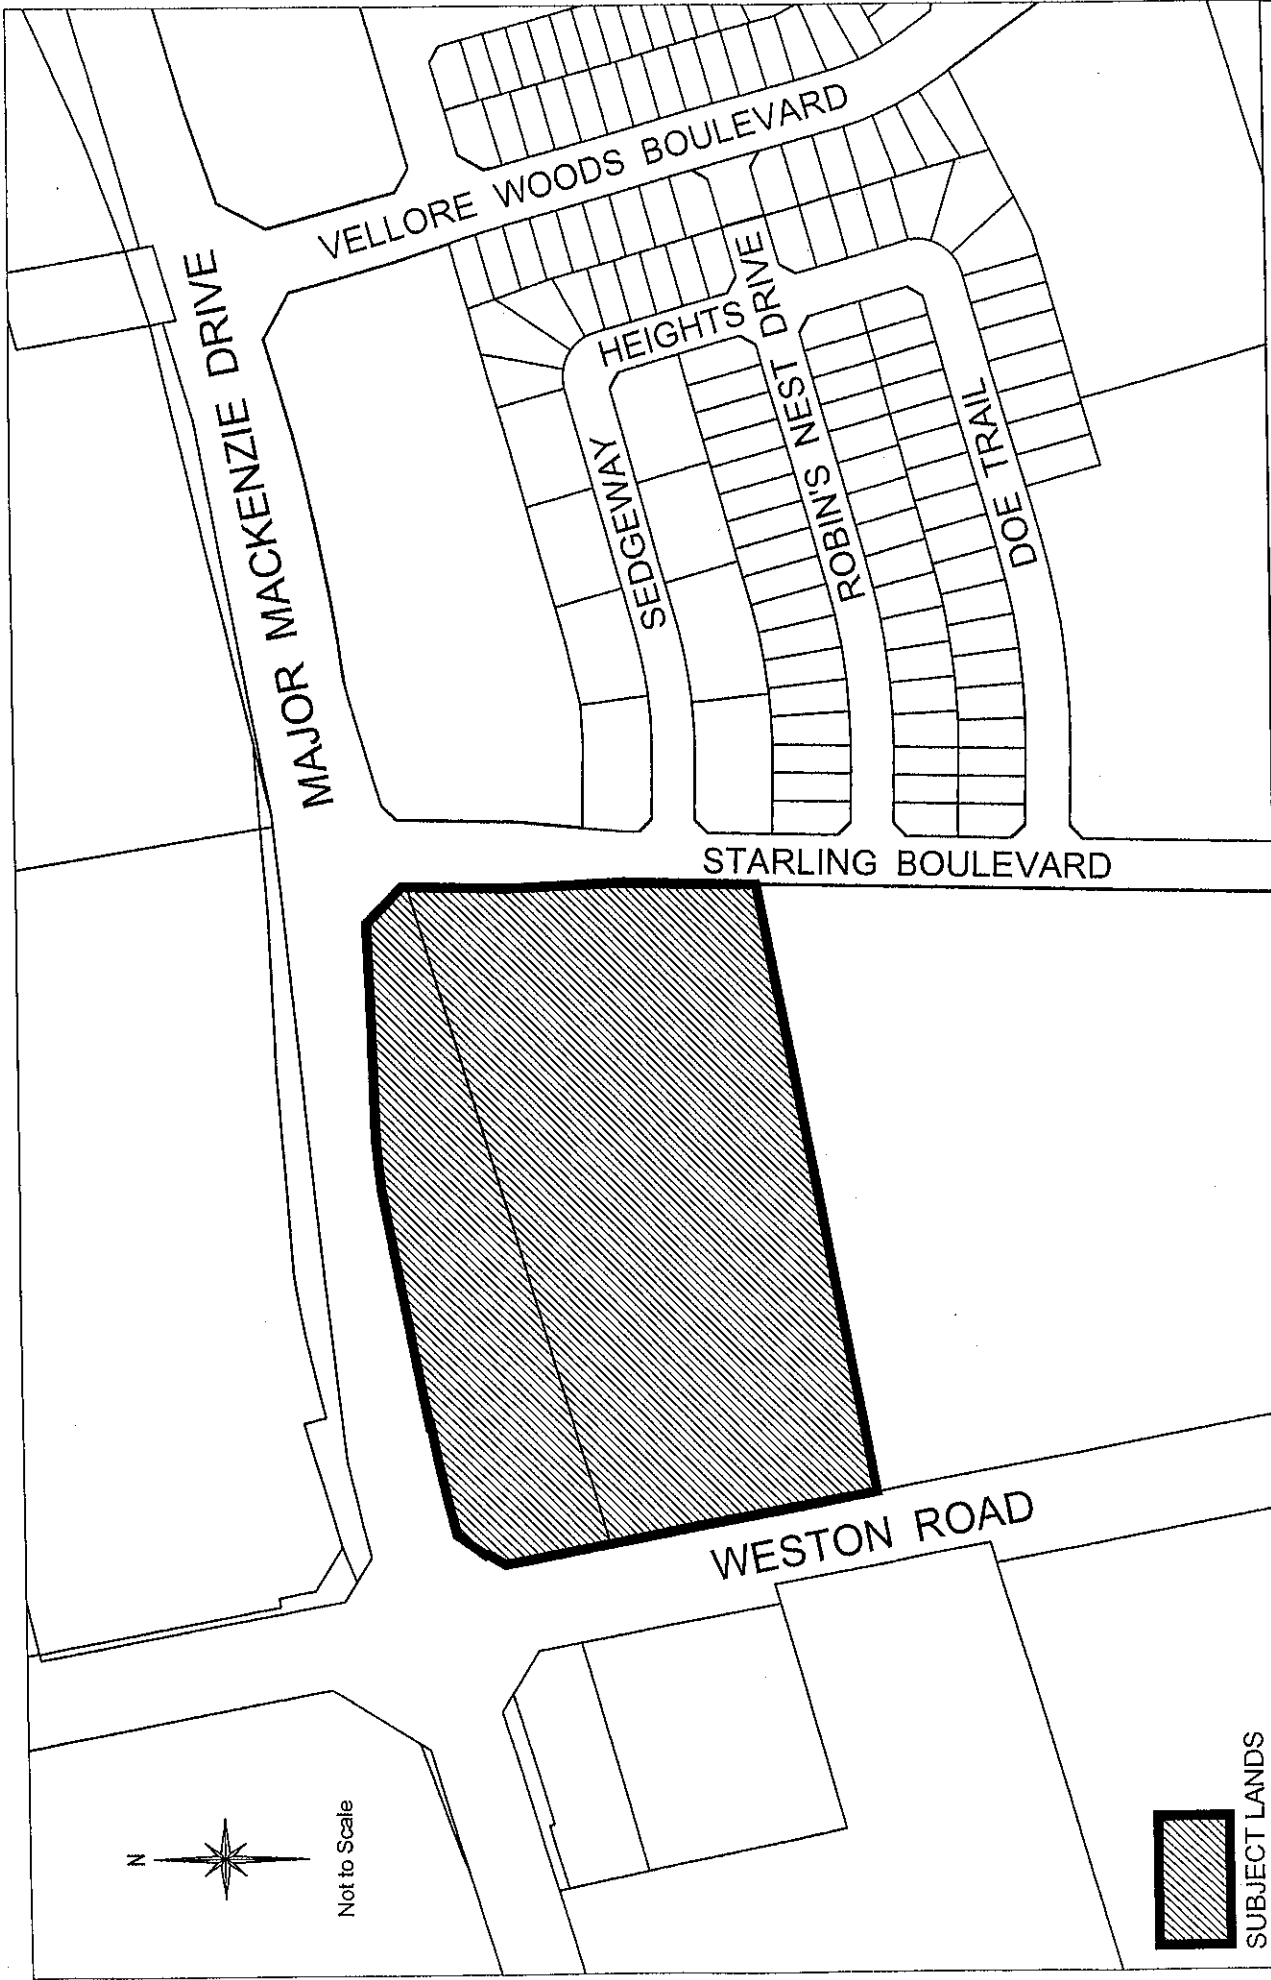 N
Not to Scale
MAJOR MACKENZIE DRIVE
VELLORE WOODS BOULEVARD
SEDGEWAY
HEIGHTS
ROBIN'S NEST DRIVE
DOE TRAIL
STARLING BOULEVARD
WESTON ROAD
SUBJECT LANDS